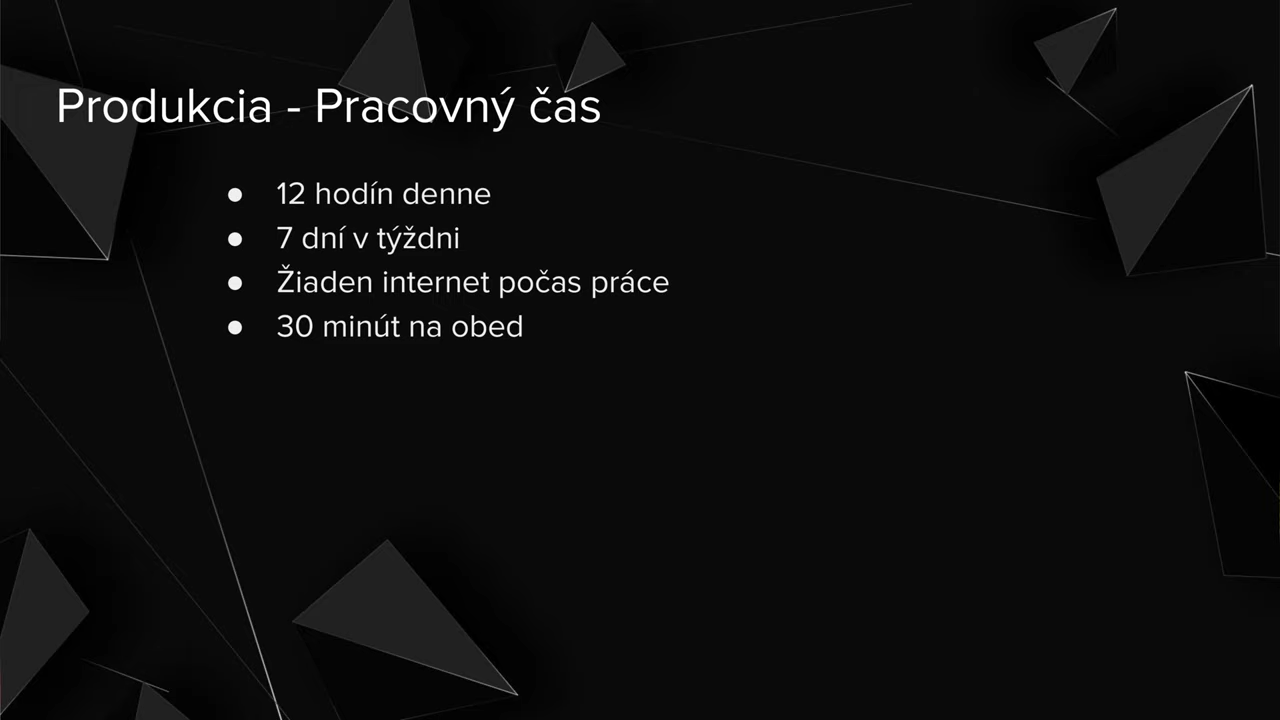 Produkcia - Pracovný čas
● 12 hodín denne
● 7 dní v týždni
● Žiaden internet počas práce
● 30 minút na obed